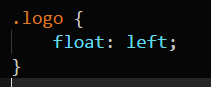 .logo {
    float: left;
}